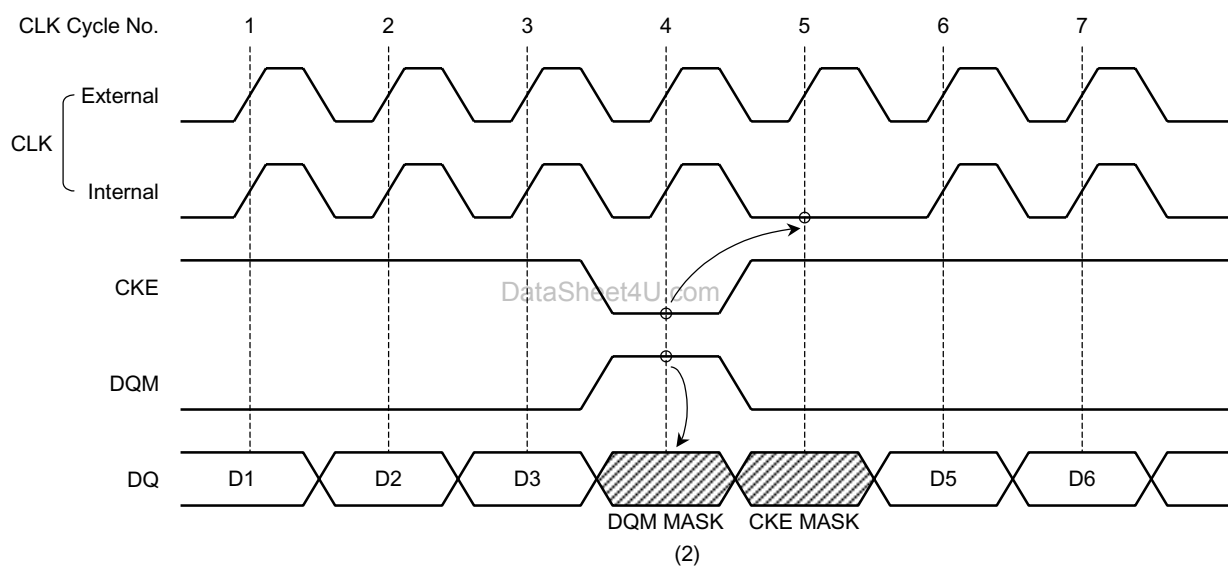 CLK Cycle No. 1 2 3 4 5 6 7
External
CLK
Internal
CKE
DataSheet4U.com
DQM
DQ D1 D2 D3 D5 D6
DQM MASK CKE MASK
(2)